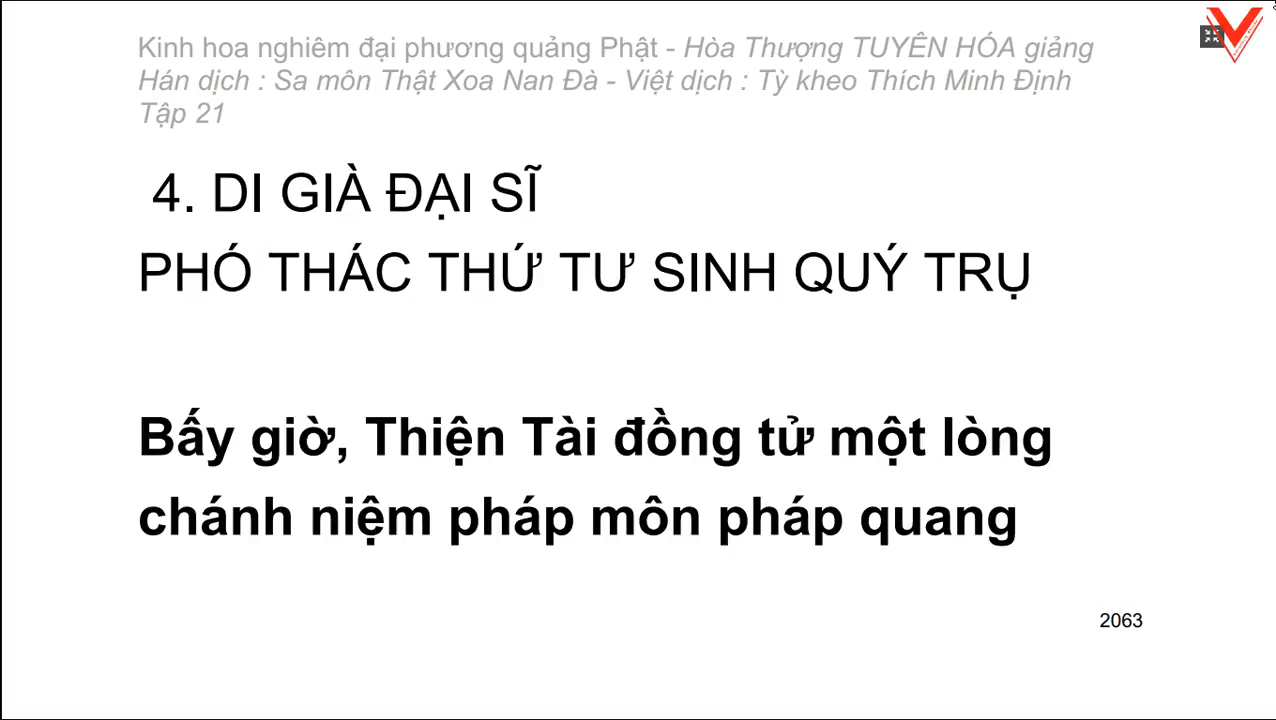 Kinh hoa nghiêm đại phương quảng Phật - Hòa Thượng TUYÊN HÓA giảng
Hán dịch : Sa môn Thật Xoa Nan Đà - Việt dịch : Tỳ kheo Thích Minh Định
Tập 21
4. DI GIÀ ĐẠI SĨ
PHÓ THÁC THỨ TƯ SINH QUÝ TRỤ
Bấy giờ, Thiện Tài đồng tử một lòng
chánh niệm pháp môn pháp quang
2063